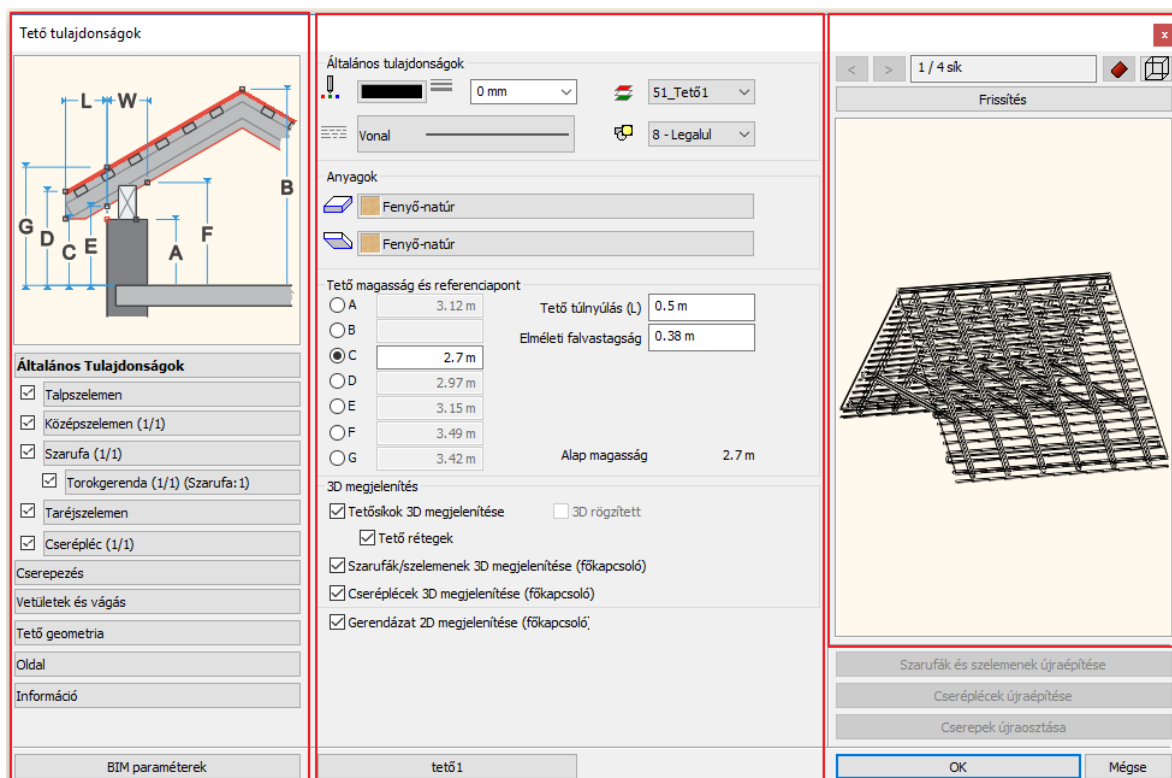 Tető tulajdonságok
x
L W
B
G
D
C
E
A
F
Általános Tulajdonságok
Talpszelemen
Középszelemen (1/1)
Szarufa (1/1)
Torokgerenda (1/1) (Szarufa:1)
Taréjszelemen
Cserépléc (1/1)
Cserepezés
Vetületek és vágás
Tető geometria
Oldal
Információ
BIM paraméterek
Általános tulajdonságok
0 mm
51_Tető1
Vonal
8 - Legalul
Anyagok
Fenyő-natúr
Fenyő-natúr
Tető magasság és referenciapont
A 3.12 m Tető túlnyúlás (L) 0.5 m
B Elméleti falvastagság 0.38 m
C 2.7 m
D 2.97 m
E 3.15 m
F 3.49 m
G 3.42 m Alap magasság 2.7 m
3D megjelenítés
Tetősíkok 3D megjelenítése 3D rögzített
Tető rétegek
Szarufák/szelemenek 3D megjelenítése (főkapcsoló)
Cseréplécek 3D megjelenítése (főkapcsoló)
Gerendázat 2D megjelenítése (főkapcsoló)
tető1
< > 1 / 4 sík
Frissítés
Szarufák és szelemenek újraépítése
Cseréplécek újraépítése
Cserepek újraosztása
OK Mégse